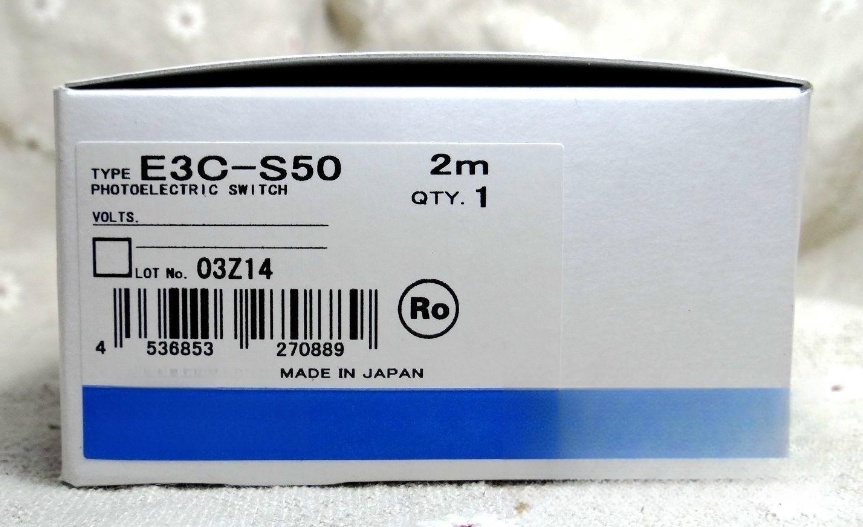 TYPE E3C-S50 2m
PHOTOELECTRIC SWITCH QTY. 1
VOLTS.
LOT No. 03Z14
Ro
4 536853 270889
MADE IN JAPAN